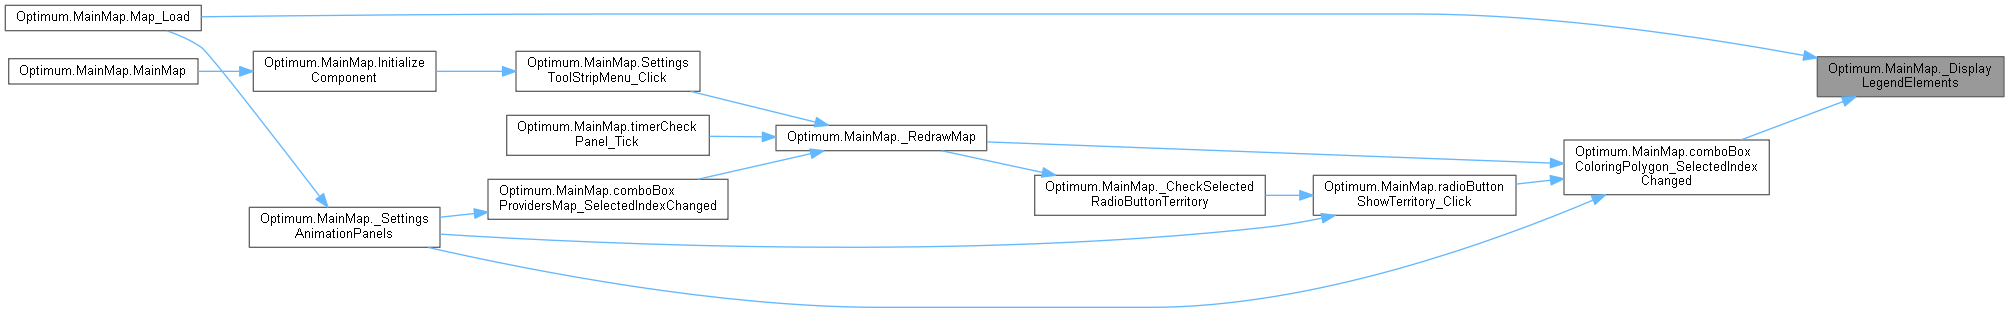 Optimum.MainMap.Map_Load
Optimum.MainMap.MainMap
Optimum.MainMap.Initialize
Component
Optimum.MainMap._Settings
AnimationPanels
Optimum.MainMap.Settings
ToolStripMenu_Click
Optimum.MainMap.timerCheck
Panel_Tick
Optimum.MainMap.comboBox
ProvidersMap_SelectedIndexChanged
Optimum.MainMap._RedrawMap
Optimum.MainMap._CheckSelected
RadioButtonTerritory
Optimum.MainMap.radioButton
ShowTerritory_Click
Optimum.MainMap.comboBox
ColoringPolygon_SelectedIndex
Changed
Optimum.MainMap._Display
LegendElements